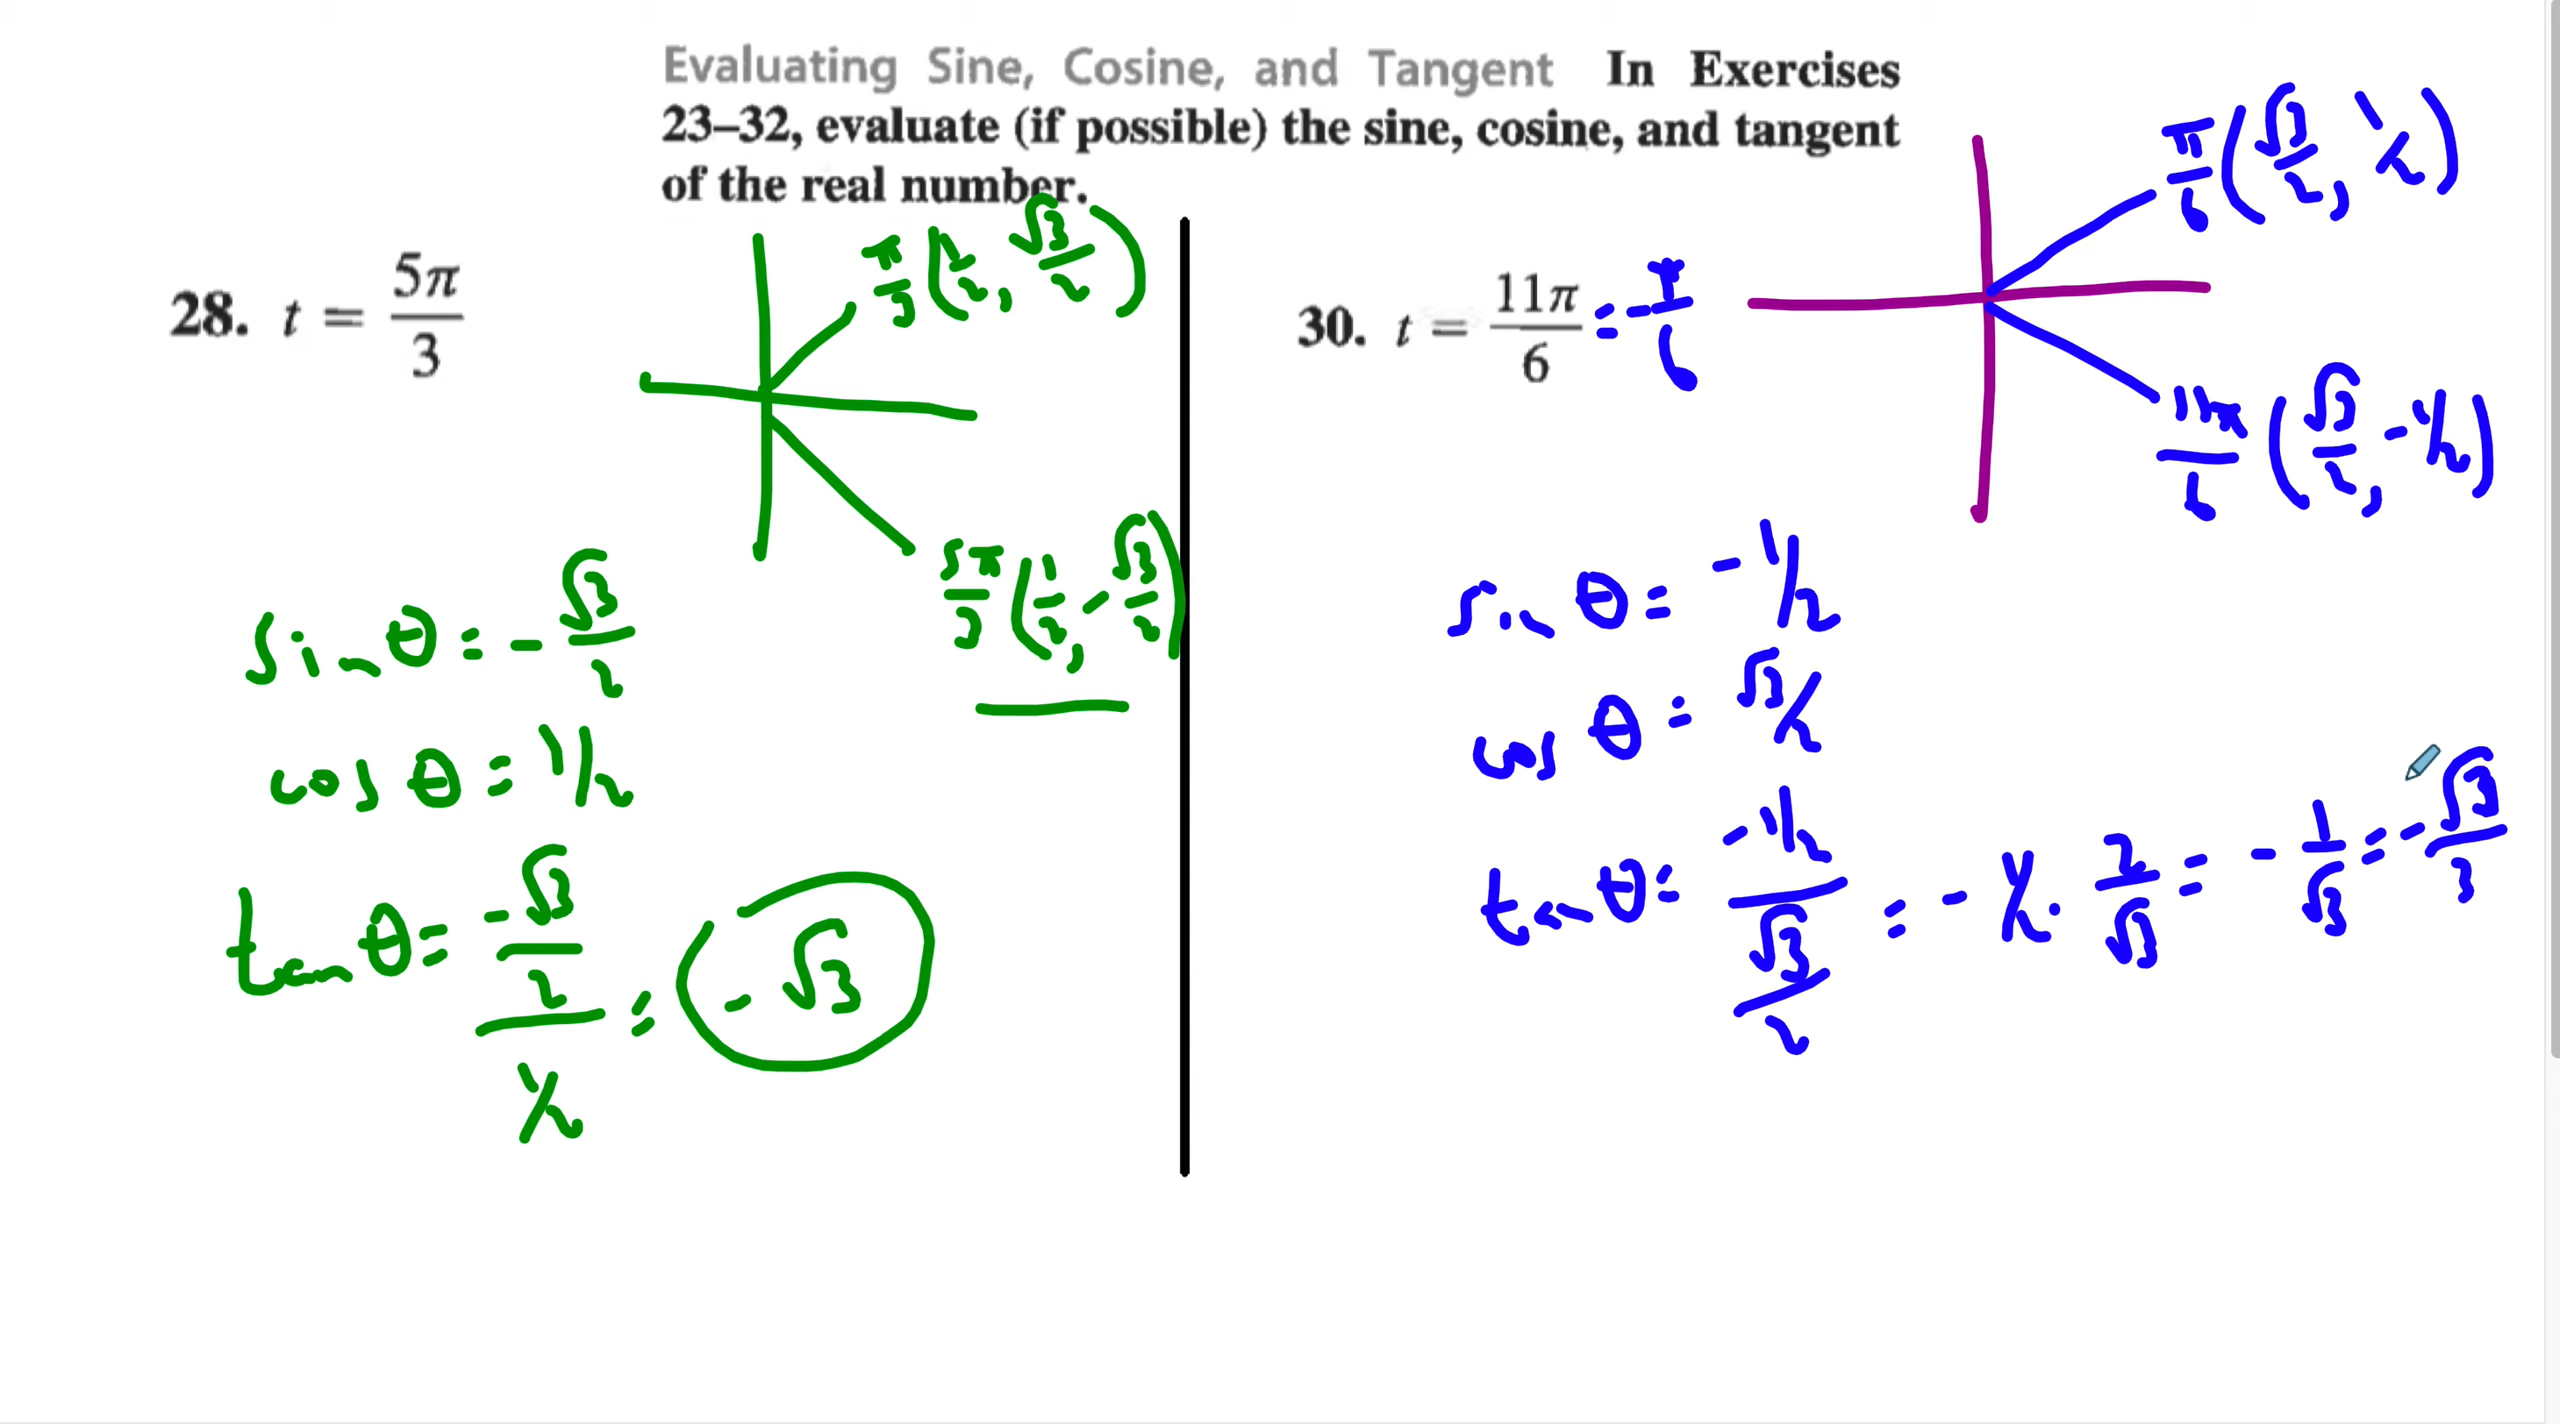 Evaluating Sine, Cosine, and Tangent In Exercises
23–32, evaluate (if possible) the sine, cosine, and tangent
of the real number.
28. t = 5π/3
π/3 (1/2, √3/2)
5π/3 (1/2, -√3/2)
sin θ = -√3/2
cos θ = 1/2
tan θ = (-√3/2)/(1/2) = -√3
30. t = 11π/6 = -π/6
π/6 (√3/2, 1/2)
11π/6 (√3/2, -1/2)
sin θ = -1/2
cos θ = √3/2
tan θ = (-1/2)/(√3/2) = -1/2 · 2/√3 = -1/√3 = -√3/3